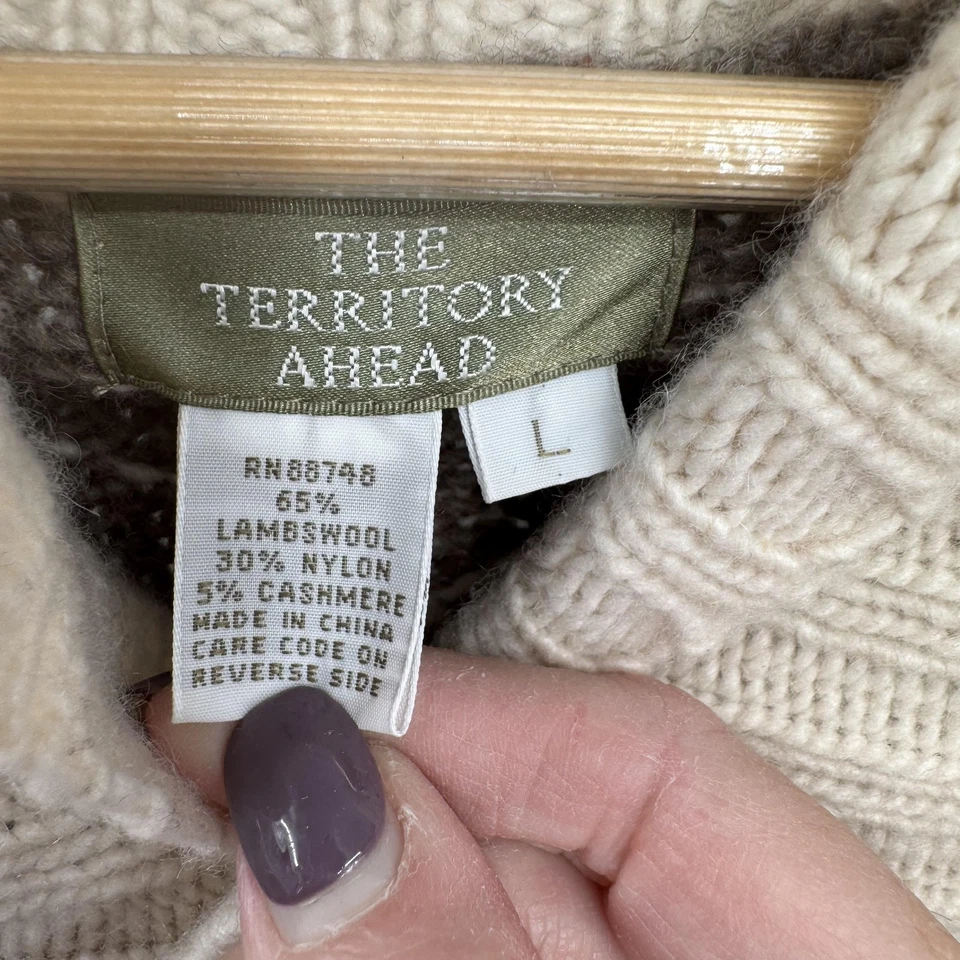 THE
TERRITORY
AHEAD
L
RN88748
65%
LAMBSWOOL
30% NYLON
5% CASHMERE
MADE IN CHINA
CARE CODE ON
REVERSE SIDE